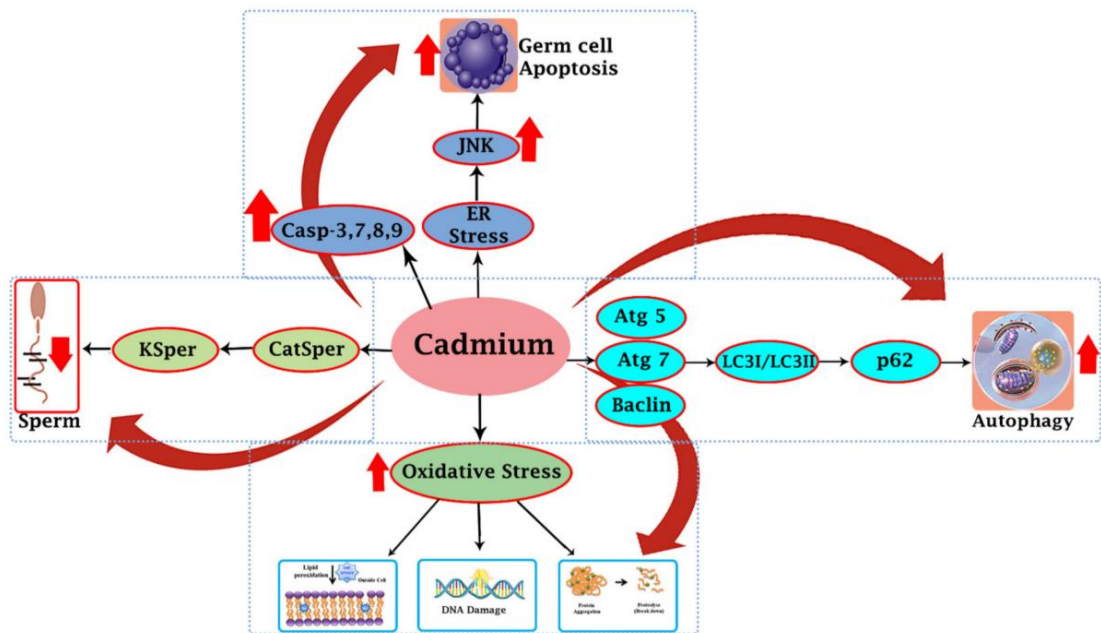 Germ cell
Apoptosis
JNK
ER
Stress
Casp-3,7,8,9
Cadmium
CatSper
KSper
Sperm
Atg 5
Atg 7
Baclin
LC3I/LC3II
p62
Autophagy
Oxidative Stress
Lipid
peroxidation
Outside Cell
DNA Damage
Protein
Aggregation
Proteolyse
(Break down)